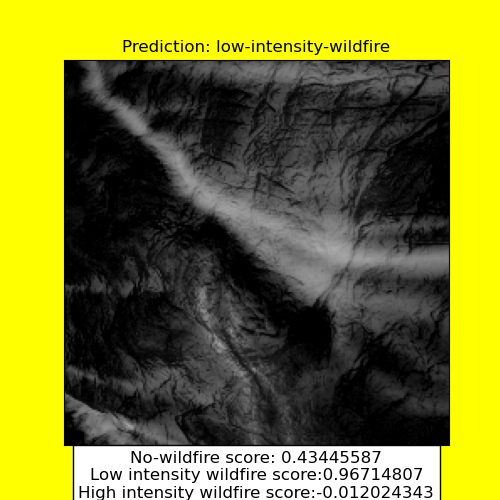 Prediction: low-intensity-wildfire
No-wildfire score: 0.43445587
Low intensity wildfire score:0.96714807
High intensity wildfire score:-0.012024343